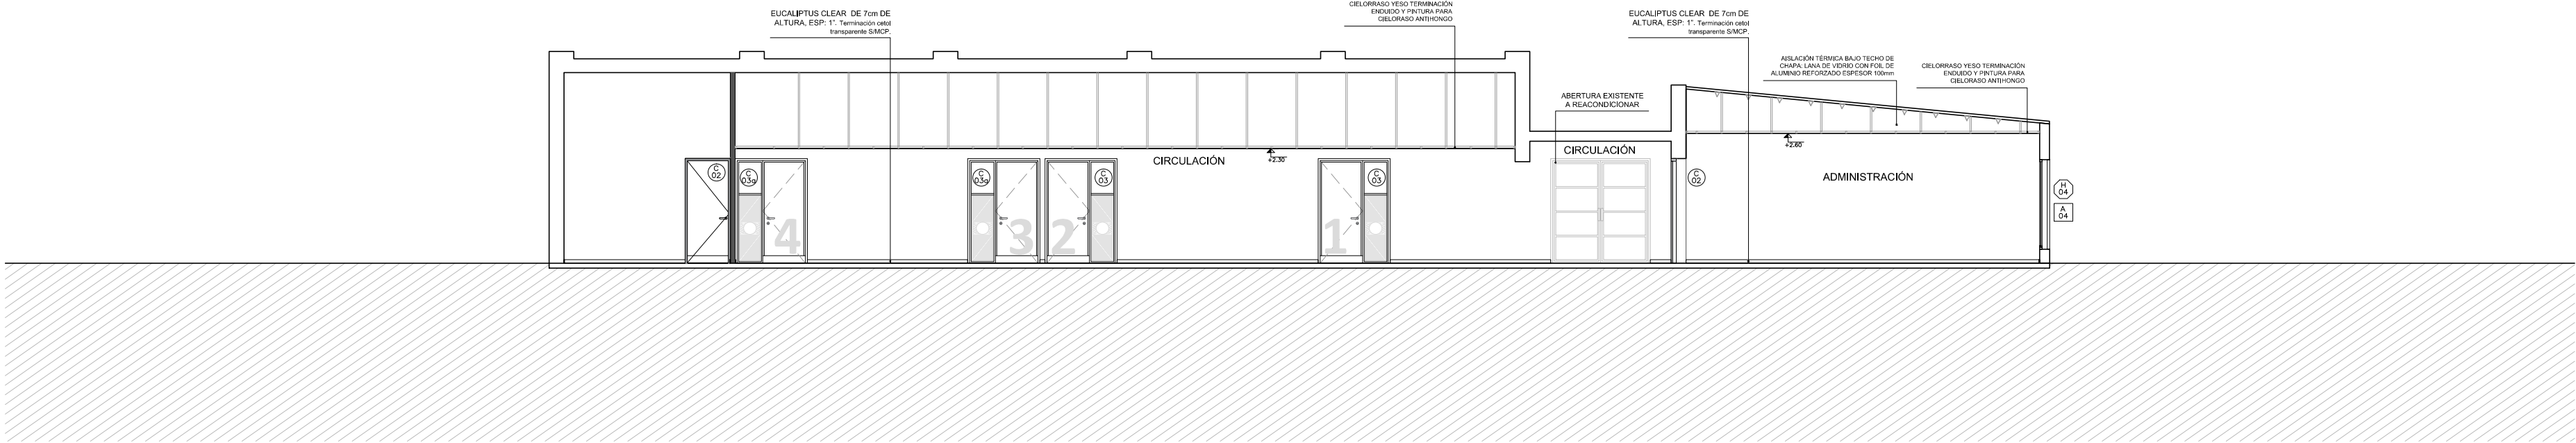 EUCALIPTUS CLEAR DE 7cm DE
ALTURA, ESP: 1". Terminación cetol
transparente S/MCP.
CIELORRASO YESO TERMINACIÓN
ENDUIDO Y PINTURA PARA
CIELORASO ANTIHONGO
EUCALIPTUS CLEAR DE 7cm DE
ALTURA, ESP: 1". Terminación cetol
transparente S/MCP.
AISLACIÓN TÉRMICA BAJO TECHO DE
CHAPA: LANA DE VIDRIO CON FOIL DE
ALUMINIO REFORZADO ESPESOR 100mm
CIELORRASO YESO TERMINACIÓN
ENDUIDO Y PINTURA PARA
CIELORASO ANTIHONGO
ABERTURA EXISTENTE
A REACONDICIONAR
+2.60
CIRCULACIÓN
+2.30
CIRCULACIÓN
C
02
C
03a
C
03a
C
03
C
03
C
02
ADMINISTRACIÓN
H
04
A
04
4
3
2
1